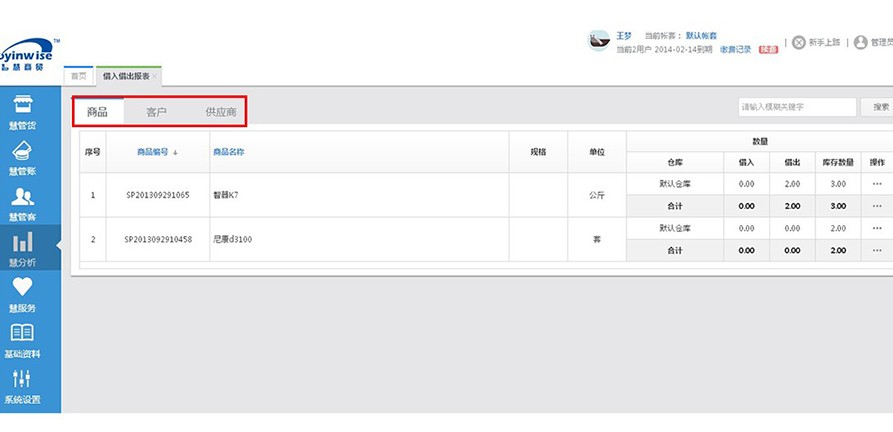 王梦 当前帐套： 默认帐套
当前2用户 2014-02-14到期 缴费记录 续费
新手上路
管理员
oyinwise TM
智慧商贸
首页 借入借出报表
慧管货
慧管账
慧管客
慧分析
慧服务
基础资料
系统设置
商品 客户 供应商
请输入模糊关键字 搜索
序号 商品编号 ↓ 商品名称 规格 单位 数量
仓库 借入 借出 库存数量 操作
1 SP201309291065 智器K7 公斤 默认仓库 0.00 2.00 3.00 ···
合计 0.00 2.00 3.00 ···
2 SP2013092910458 尼康d3100 套 默认仓库 0.00 0.00 2.00 ···
合计 0.00 0.00 2.00 ···